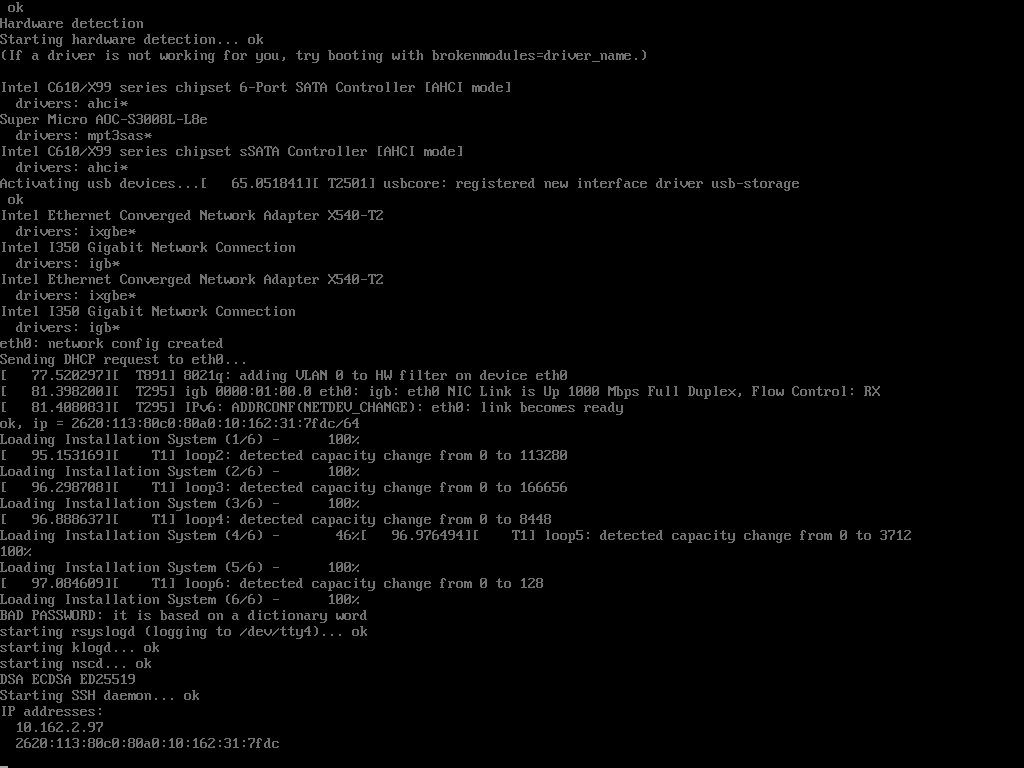 ok
Hardware detection
Starting hardware detection... ok
(If a driver is not working for you, try booting with brokenmodules=driver_name.)
Intel C610/X99 series chipset 6-Port SATA Controller [AHCI mode]
drivers: ahci*
Super Micro AOC-S3008L-L8e
drivers: mpt3sas*
Intel C610/X99 series chipset sSATA Controller [AHCI mode]
drivers: ahci*
Activating usb devices...[   65.051841][ T2501] usbcore: registered new interface driver usb-storage
ok
Intel Ethernet Converged Network Adapter X540-T2
drivers: ixgbe*
Intel I350 Gigabit Network Connection
drivers: igb*
Intel Ethernet Converged Network Adapter X540-T2
drivers: ixgbe*
Intel I350 Gigabit Network Connection
drivers: igb*
eth0: network config created
Sending DHCP request to eth0...
[   77.520297][  T891] 8021q: adding VLAN 0 to HW filter on device eth0
[   81.398200][  T295] igb 0000:01:00.0 eth0: igb: eth0 NIC Link is Up 1000 Mbps Full Duplex, Flow Control: RX
[   81.408083][  T295] IPv6: ADDRCONF(NETDEV_CHANGE): eth0: link becomes ready
ok, ip = 2620:113:80c0:80a0:10:162:31:7fdc/64
Loading Installation System (1/6) -      100%
[   95.153169][    T1] loop2: detected capacity change from 0 to 113280
Loading Installation System (2/6) -      100%
[   96.298708][    T1] loop3: detected capacity change from 0 to 166656
Loading Installation System (3/6) -      100%
[   96.888637][    T1] loop4: detected capacity change from 0 to 8448
Loading Installation System (4/6) -       46%[   96.976494][    T1] loop5: detected capacity change from 0 to 3712
100%
Loading Installation System (5/6) -      100%
[   97.084609][    T1] loop6: detected capacity change from 0 to 128
Loading Installation System (6/6) -      100%
BAD PASSWORD: it is based on a dictionary word
starting rsyslogd (logging to /dev/tty4)... ok
starting klogd... ok
starting nscd... ok
DSA ECDSA ED25519
Starting SSH daemon... ok
IP addresses:
10.162.2.97
2620:113:80c0:80a0:10:162:31:7fdc